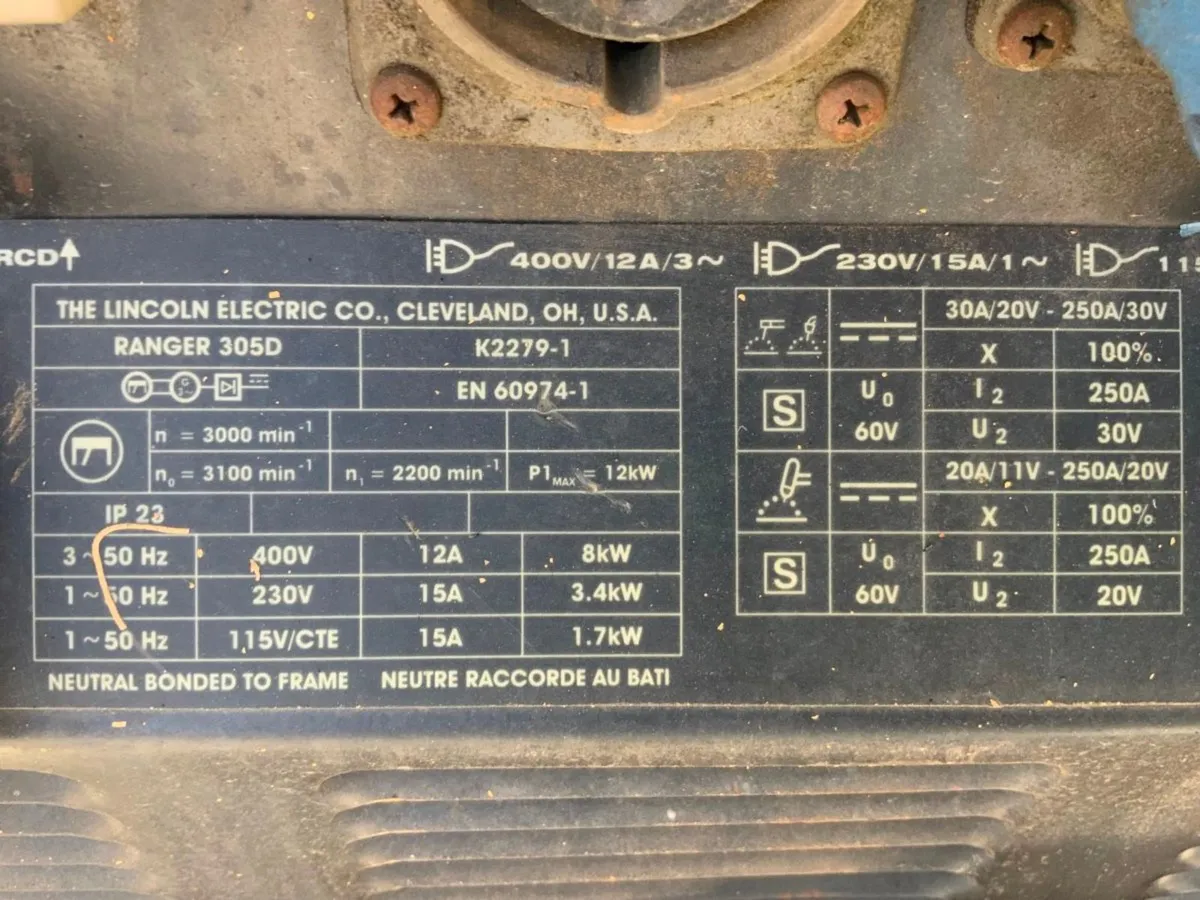 RCD
400V/12A/3~
230V/15A/1~
115
THE LINCOLN ELECTRIC CO., CLEVELAND, OH, U.S.A.
RANGER 305D K2279-1
EN 60974-1
n = 3000 min-1
n0 = 3100 min-1 n1 = 2200 min-1 P1MAX = 12kW
IP 23
3~50 Hz 400V 12A 8kW
1~50 Hz 230V 15A 3.4kW
1~50 Hz 115V/CTE 15A 1.7kW
NEUTRAL BONDED TO FRAME NEUTRE RACCORDE AU BATI
30A/20V - 250A/30V
X 100%
S U0 I2 250A
60V U2 30V
20A/11V - 250A/20V
X 100%
S U0 I2 250A
60V U2 20V